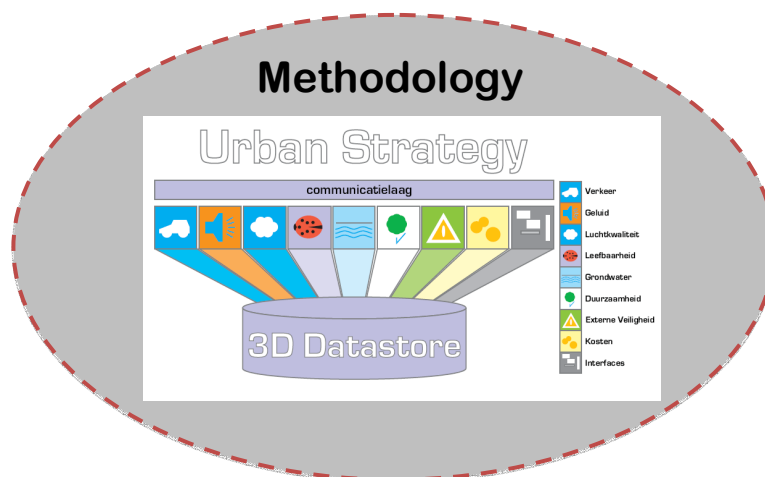 Methodology
Urban Strategy
communicatielaag
Verkeer
Geluid
Luchtkwaliteit
Leefbaarheid
Grondwater
Duurzaamheid
Externe Veiligheid
Kosten
Interfaces
3D Datastore